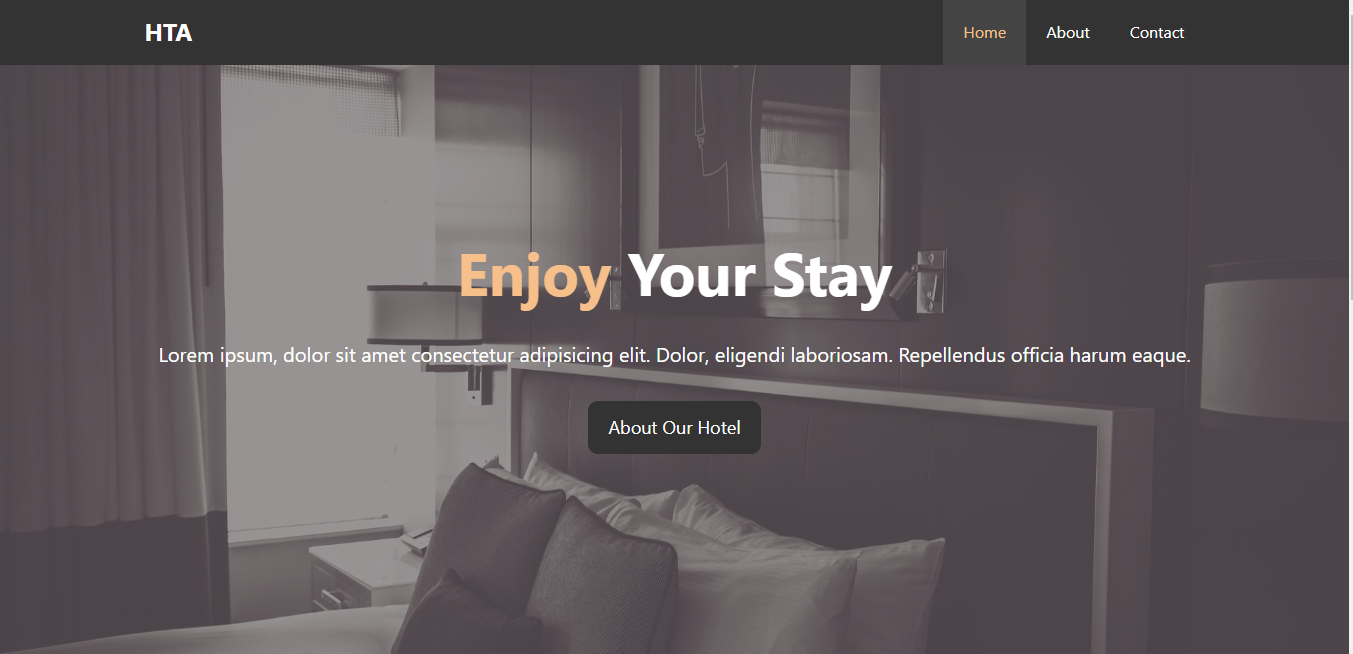 HTA
Home About Contact
Enjoy Your Stay
Lorem ipsum, dolor sit amet consectetur adipisicing elit. Dolor, eligendi laboriosam. Repellendus officia harum eaque.
About Our Hotel